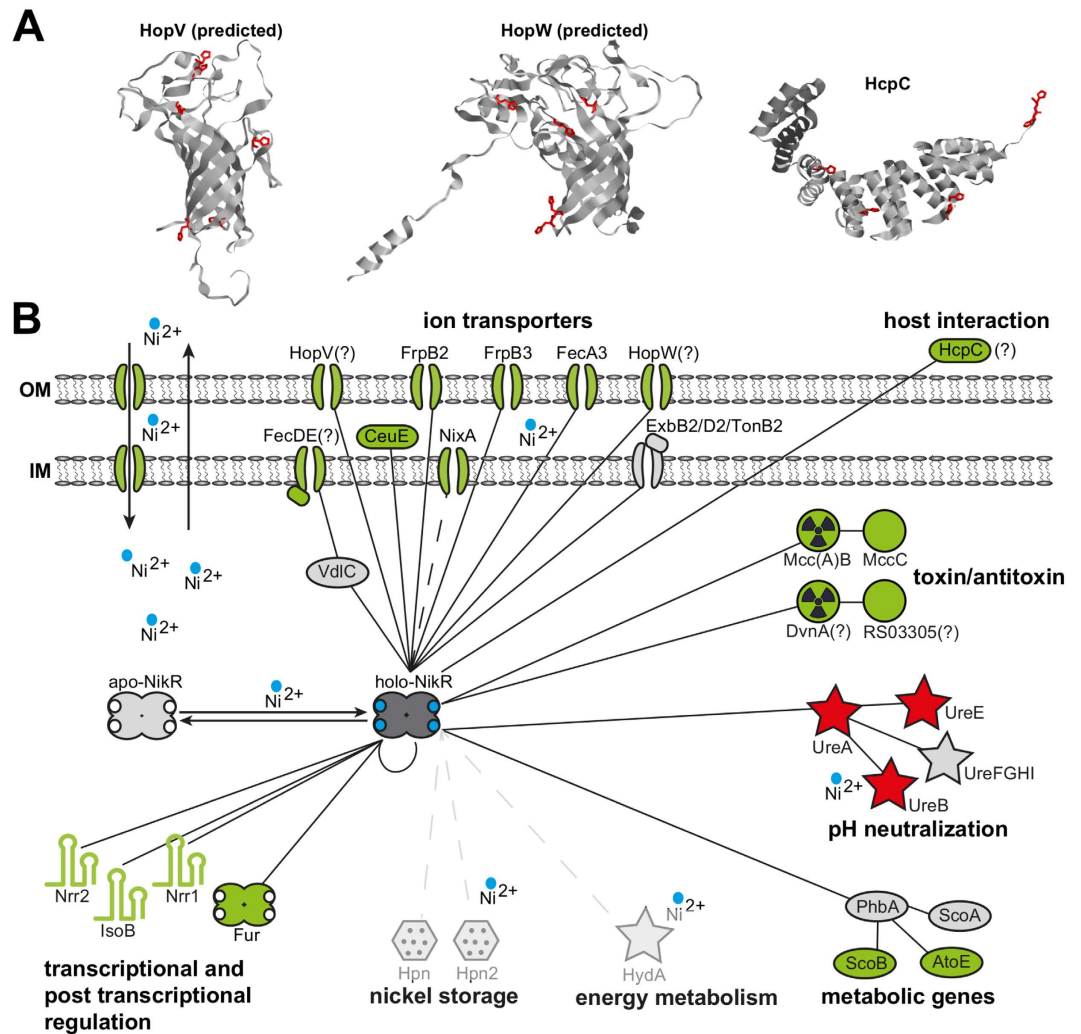 A
HopV (predicted)
HopW (predicted)
HcpC
B
ion transporters
host interaction
Ni2+
HopV(?)
FrpB2
FrpB3
FecA3
HopW(?)
HcpC (?)
OM
Ni2+
FecDE(?)
CeuE
NixA
Ni2+
ExbB2/D2/TonB2
IM
Mcc(A)B
MccC
Ni2+
Ni2+
VdlC
toxin/antitoxin
Ni2+
DvnA(?)
RS03305(?)
apo-NikR
Ni2+
holo-NikR
UreE
UreA
UreFGHI
Ni2+
UreB
pH neutralization
Nrr2
Nrr1
IsoB
Fur
Ni2+
Ni2+
Hpn
Hpn2
HydA
PhbA
ScoA
ScoB
AtoE
transcriptional and
post transcriptional
regulation
nickel storage
energy metabolism
metabolic genes